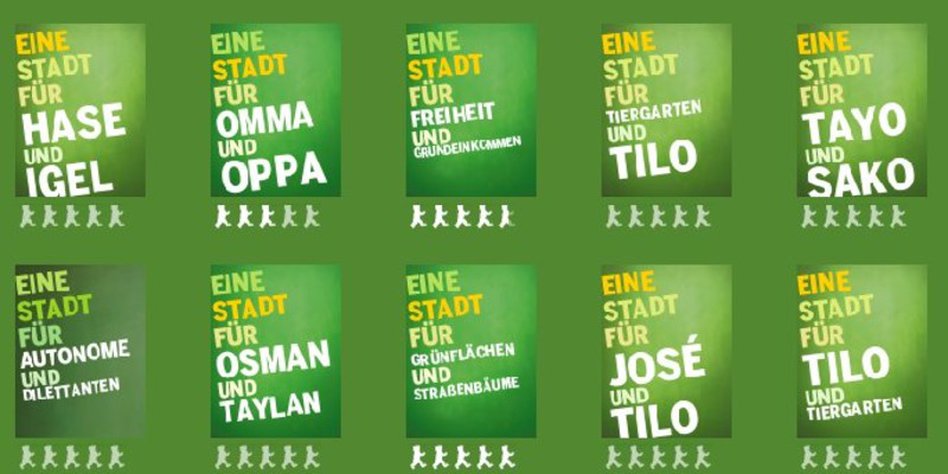 EINE
STADT
FÜR
HASE
UND
IGEL
EINE
STADT
FÜR
OMMA
UND
OPPA
EINE
STADT
FÜR
FREIHEIT
UND
GRUNDEINKOMMEN
EINE
STADT
FÜR
TIERGARTEN
UND
TILO
EINE
STADT
FÜR
TAYO
UND
SAKO
EINE
STADT
FÜR
AUTONOME
UND
DILETTANTEN
EINE
STADT
FÜR
OSMAN
UND
TAYLAN
EINE
STADT
FÜR
GRÜNFLÄCHEN
UND
STRAßENBÄUME
EINE
STADT
FÜR
JOSÉ
UND
TILO
EINE
STADT
FÜR
TILO
UND
TIERGARTEN